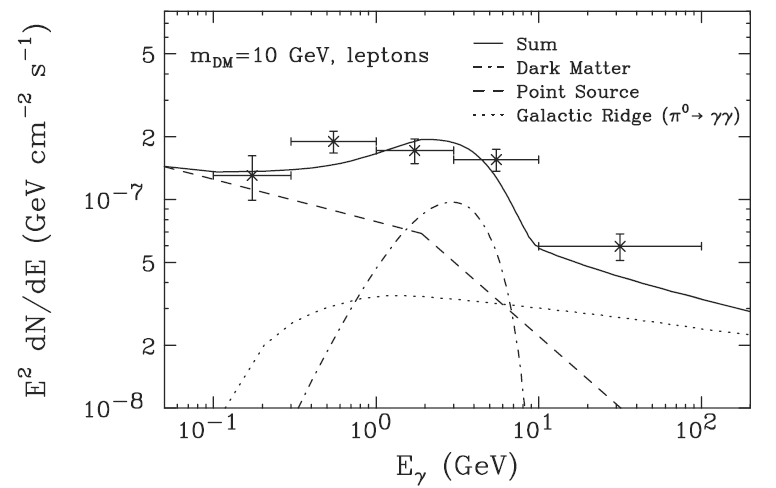 E² dN/dE (GeV cm⁻² s⁻¹)
m_DM=10 GeV, leptons
Sum
Dark Matter
Point Source
Galactic Ridge (π⁰→ γγ)
5
2
10⁻⁷
5
2
10⁻⁸
10⁻¹ 10⁰ 10¹ 10²
E_γ (GeV)